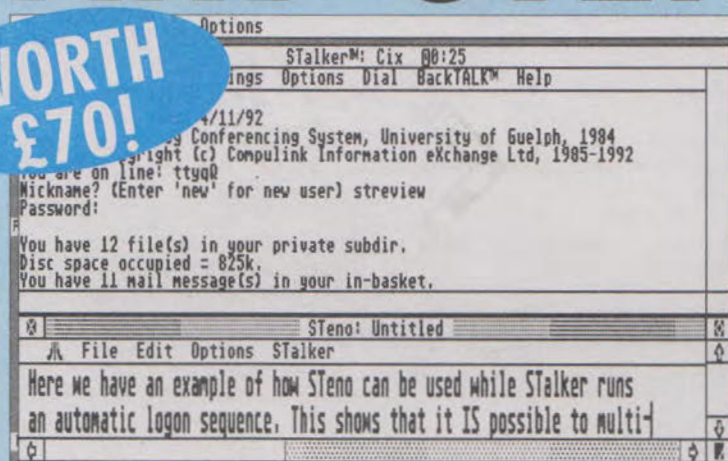 Options
WORTH
£70!
STalker™: Cix @0:25
ings Options Dial BackTALK™ Help
/11/92
Conferencing System, University of Guelph, 1984
right (c) Compulink Information eXchange Ltd, 1985-1992
You are on line: ttyqQ
Nickname? (Enter 'new' for new user) streview
Password:
You have 12 file(s) in your private subdir.
Disc space occupied = 825k.
You have 11 mail message(s) in your in-basket.
STeno: Untitled
File Edit Options STalker
Here we have an example of how STeno can be used while STalker runs
an automatic logon sequence. This shows that it IS possible to multi-